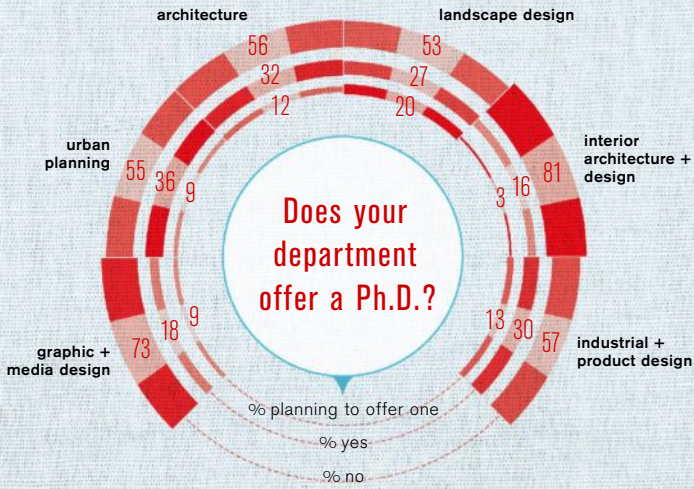 architecture
landscape design
56
53
32
27
12
20
urban
planning
55
36
9
interior
architecture +
design
81
16
3
Does your
department
offer a Ph.D.?
graphic +
media design
73
18
9
13
30
57
industrial +
product design
% planning to offer one
% yes
% no